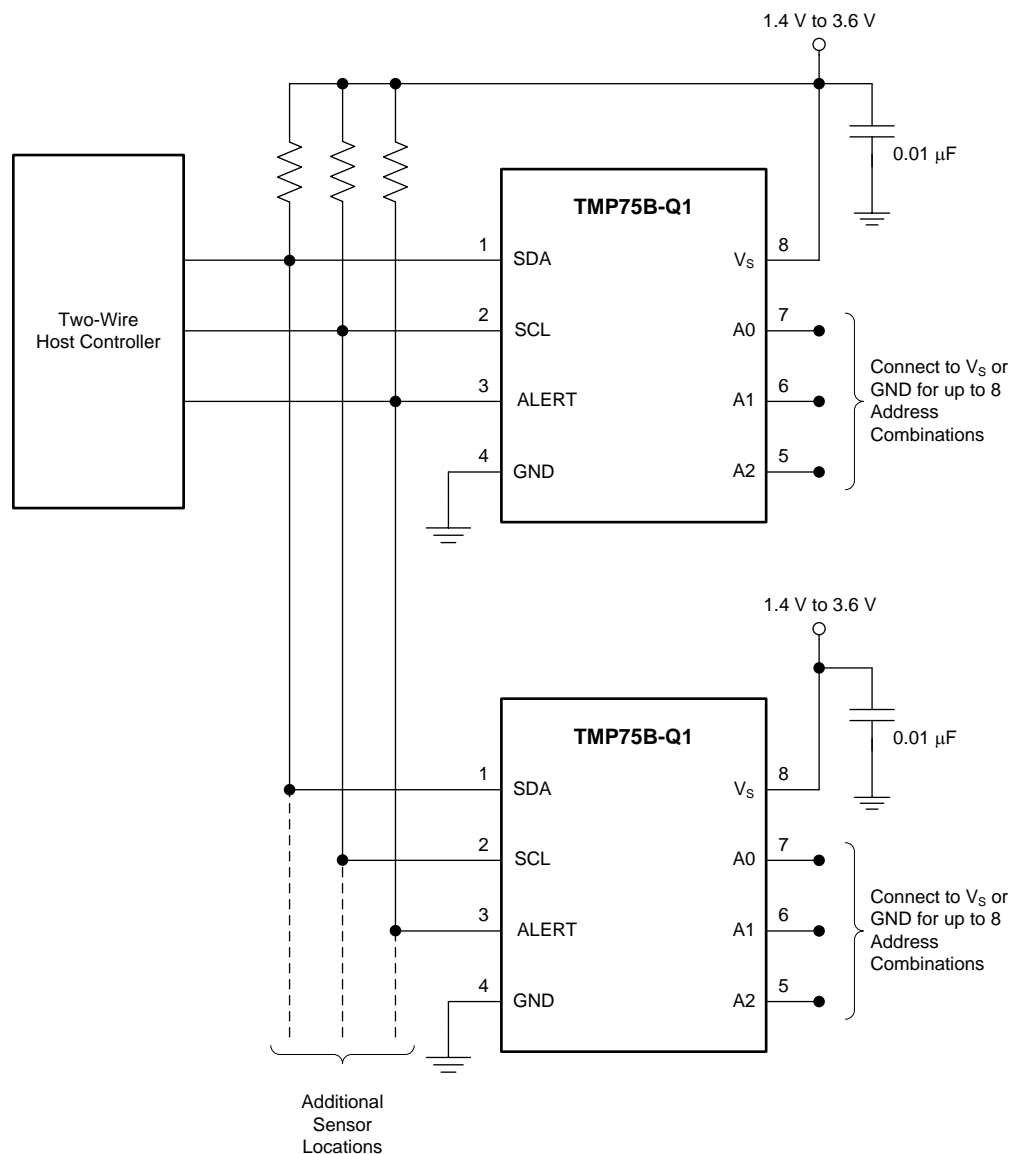 1.4 V to 3.6 V
0.01 μF
Two-Wire
Host Controller
TMP75B-Q1
1
SDA
2
SCL
3
ALERT
4
GND
VS
8
A0
7
A1
6
A2
5
Connect to VS or
GND for up to 8
Address
Combinations
1.4 V to 3.6 V
0.01 μF
TMP75B-Q1
1
SDA
2
SCL
3
ALERT
4
GND
VS
8
A0
7
A1
6
A2
5
Connect to VS or
GND for up to 8
Address
Combinations
Additional
Sensor
Locations